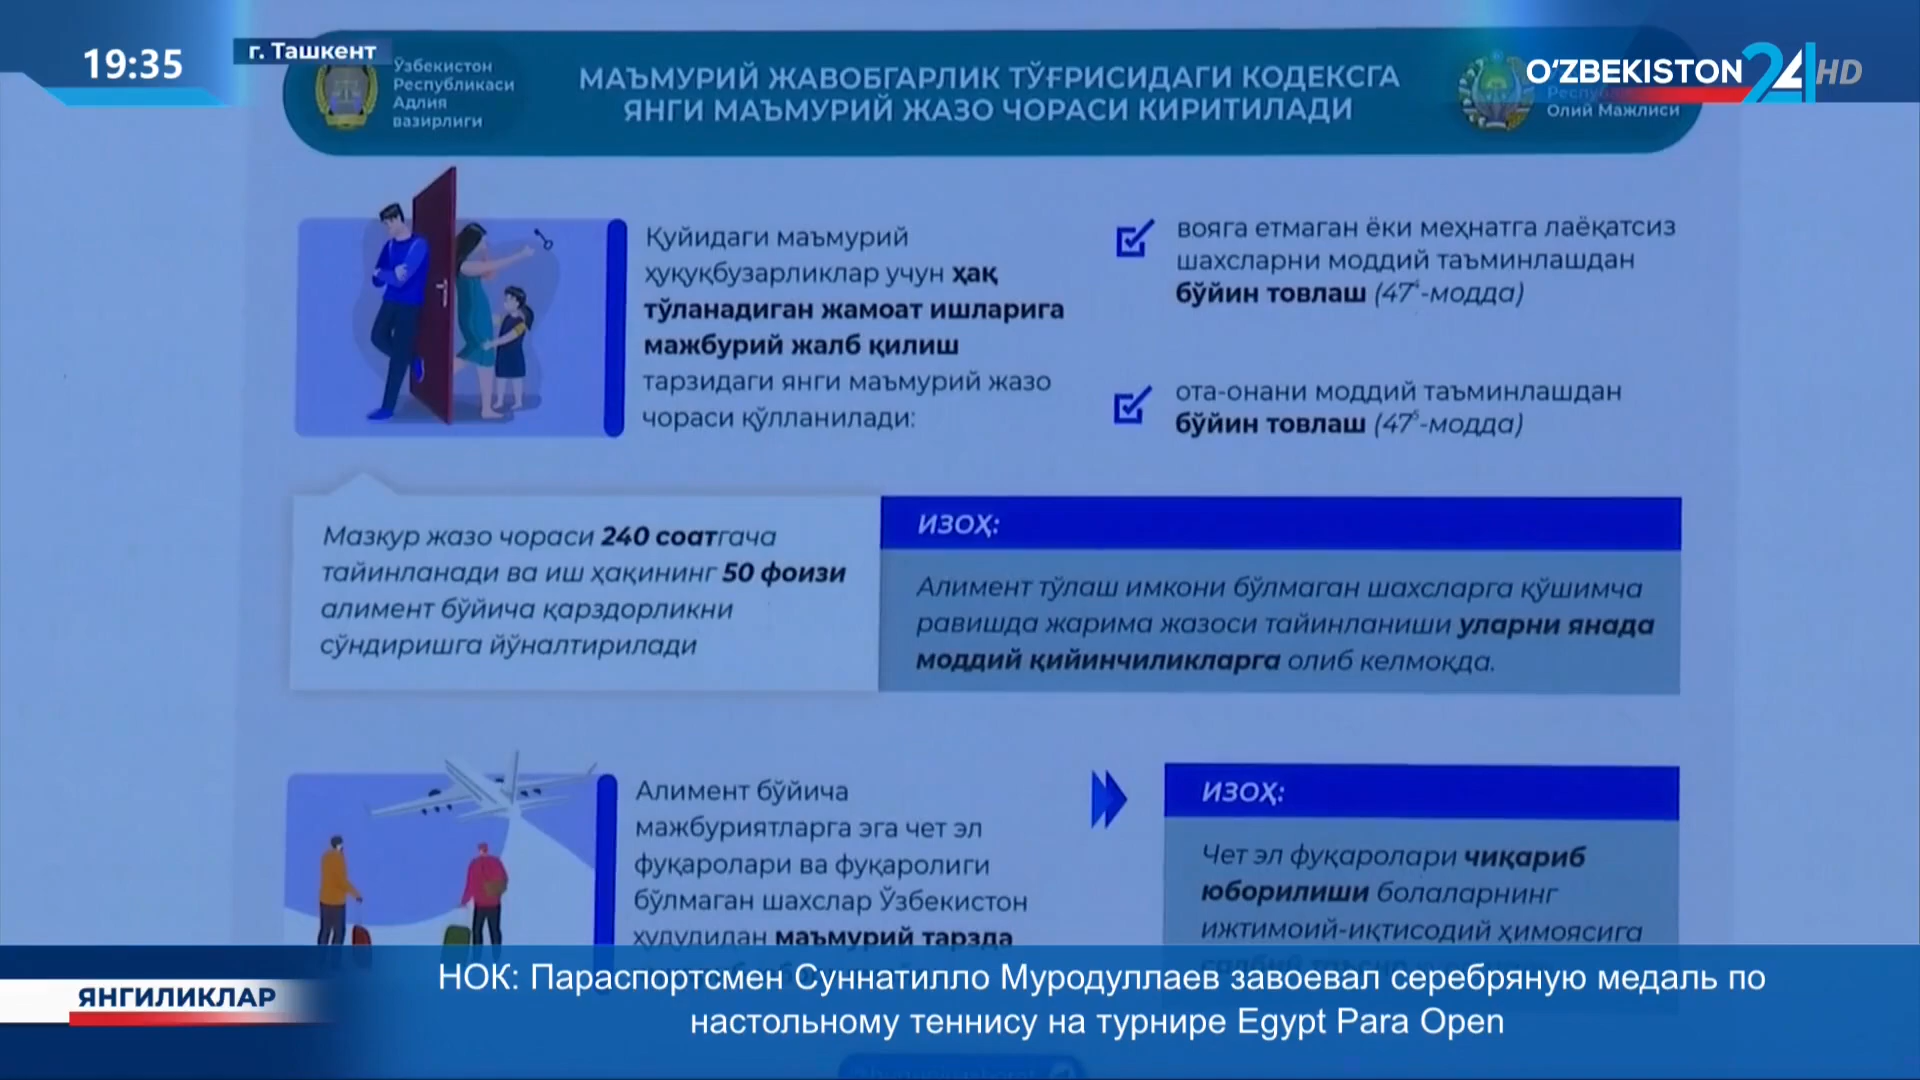 19:35
г. Ташкент
Ўзбекистон
Республикаси
Адлия
вазирлиги
МАЪМУРИЙ ЖАВОБГАРЛИК ТЎҒРИСИДАГИ КОДЕКСГА
ЯНГИ МАЪМУРИЙ ЖАЗО ЧОРАСИ КИРИТИЛАДИ
O‘ZBEKISTON 24 HD
Олий Мажлиси
Қуйидаги маъмурий
ҳуқуқбузарликлар учун ҳақ
тўланадиган жамоат ишларига
мажбурий жалб қилиш
тарзидаги янги маъмурий жазо
чораси қўлланилади:
вояга етмаган ёки меҳнатга лаёқатсиз
шахсларни моддий таъминлашдан
бўйин товлаш (47⁴-модда)
ота-онани моддий таъминлашдан
бўйин товлаш (47⁵-модда)
Мазкур жазо чораси 240 соатгача
тайинланади ва иш ҳақининг 50 фоизи
алимент бўйича қарздорликни
сўндиришга йўналтирилади
ИЗОҲ:
Алимент тўлаш имкони бўлмаган шахсларга қўшимча
равишда жарима жазоси тайинланиши уларни янада
моддий қийинчиликларга олиб келмоқда.
Алимент бўйича
мажбуриятларга эга чет эл
фуқаролари ва фуқаролиги
бўлмаган шахслар Ўзбекистон
ҳудудидан маъмурий тарзда
ИЗОҲ:
Чет эл фуқаролари чиқариб
юборилиши болаларнинг
ижтимоий-иқтисодий ҳимоясига
ЯНГИЛИКЛАР
НОК: Параспортсмен Суннатилло Муродуллаев завоевал серебряную медаль по
настольному теннису на турнире Egypt Para Open